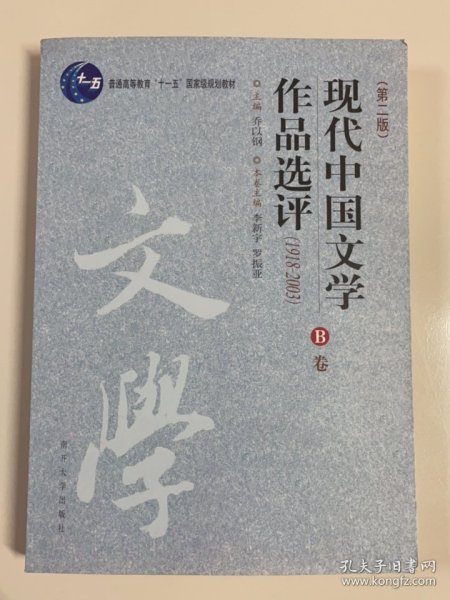 十一五
普通高等教育“十一五”国家级规划教材
现代中国文学
(第二版)
作品选评
(1918-2003)
B
卷
主编 乔以钢
本卷主编 李新宇 罗振亚
文學
南开大学出版社
孔夫子旧书网
www.kongfz.com